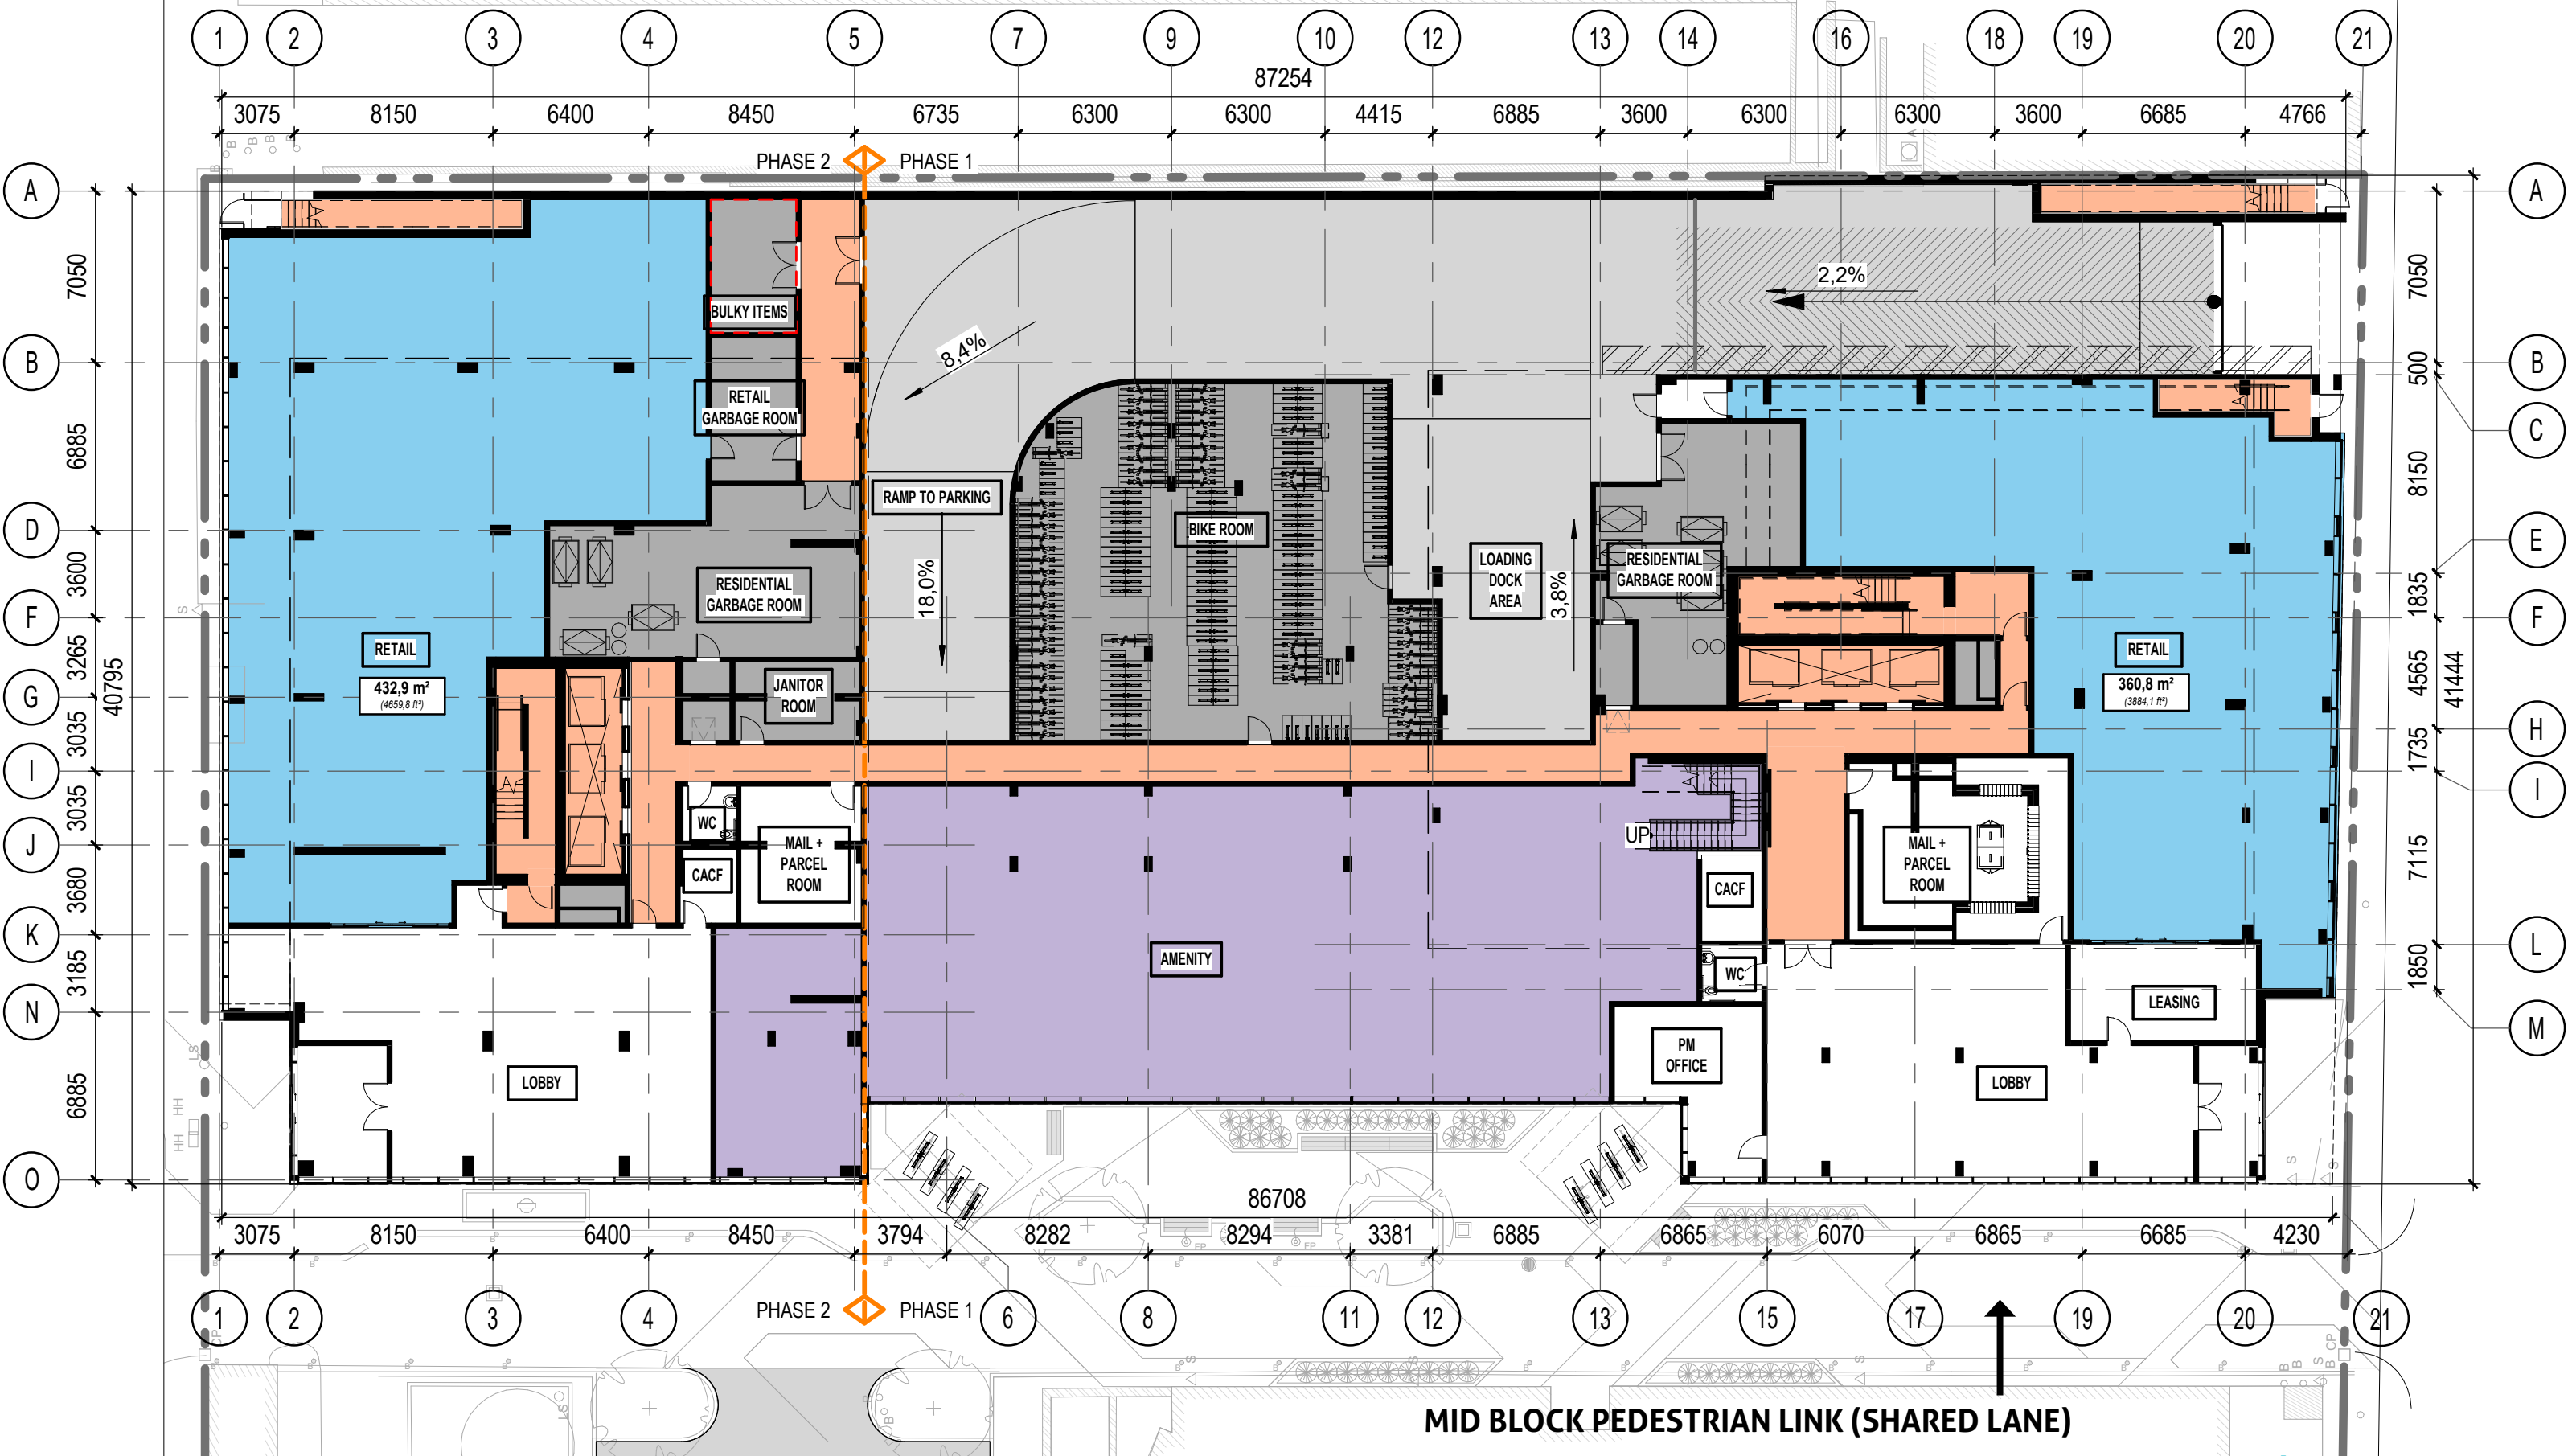 1 2 3 4 5 7 9 10 12 13 14 16 18 19 20 21
87254
3075 8150 6400 8450 6735 6300 6300 4415 6885 3600 6300 6300 3600 6685 4766
PHASE 2 PHASE 1
A
B
D
F
G
I
J
K
N
O
7050
6885
3600
3265
3035
3035
3680
3185
6885
40795
A
B
C
E
F
H
I
L
M
7050
500
8150
1835
4565
1735
7115
1850
41444
2,2%
BULKY ITEMS
8,4%
RETAIL
GARBAGE ROOM
RAMP TO PARKING
18,0%
BIKE ROOM
LOADING
DOCK
AREA
3,8%
RESIDENTIAL
GARBAGE ROOM
RESIDENTIAL
GARBAGE ROOM
RETAIL
432,9 m²
(4659,8 ft²)
RETAIL
360,8 m²
(3884,1 ft²)
JANITOR
ROOM
WC
MAIL +
PARCEL
ROOM
CACF
UP
MAIL +
PARCEL
ROOM
CACF
AMENITY
WC
LEASING
PM
OFFICE
LOBBY
LOBBY
86708
3075 8150 6400 8450 3794 8282 8294 3381 6885 6865 6070 6865 6685 4230
PHASE 2 PHASE 1
1 2 3 4 6 8 11 12 13 15 17 19 20 21
MID BLOCK PEDESTRIAN LINK (SHARED LANE)